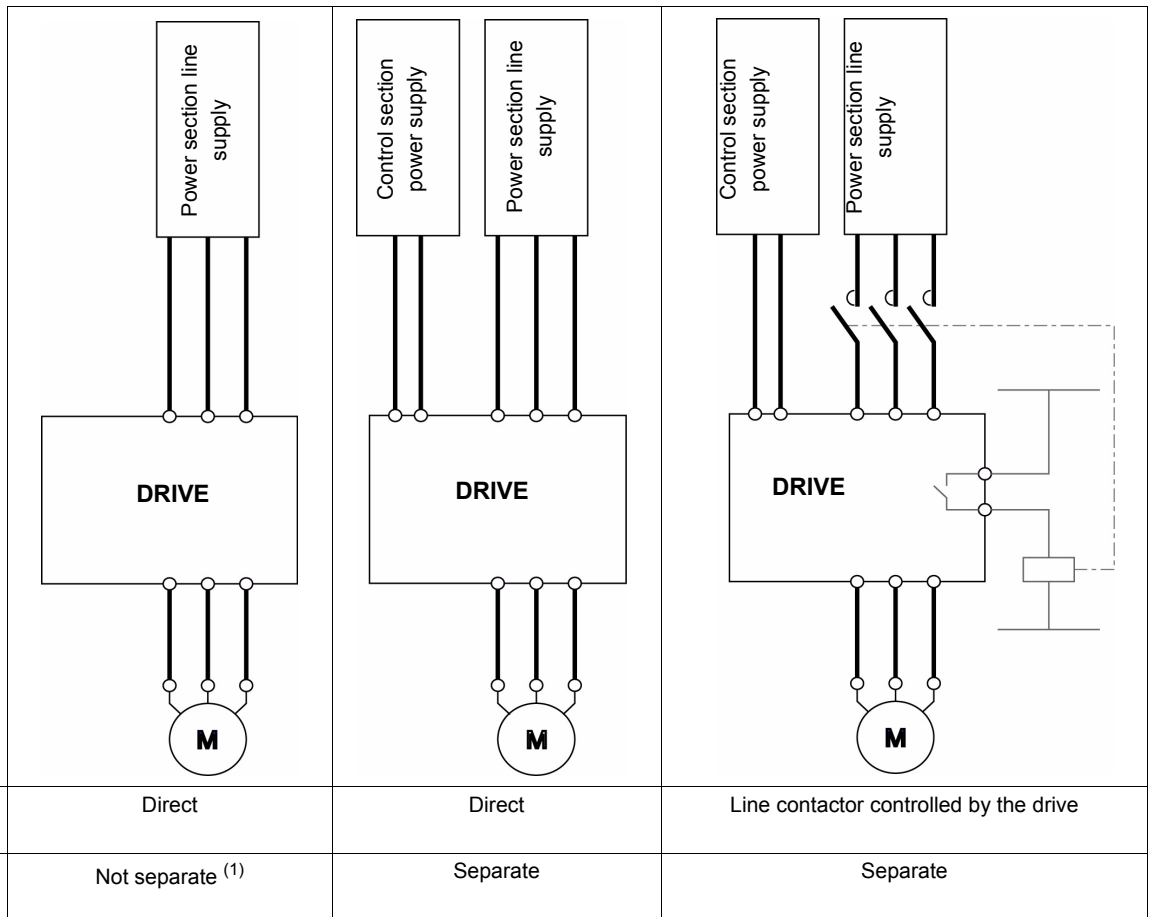 Power section line
supply
Control section
power supply
Power section line
supply
Control section
power supply
Power section line
supply
DRIVE
DRIVE
DRIVE
M
M
M
Direct
Direct
Line contactor controlled by the drive
Not separate (1)
Separate
Separate